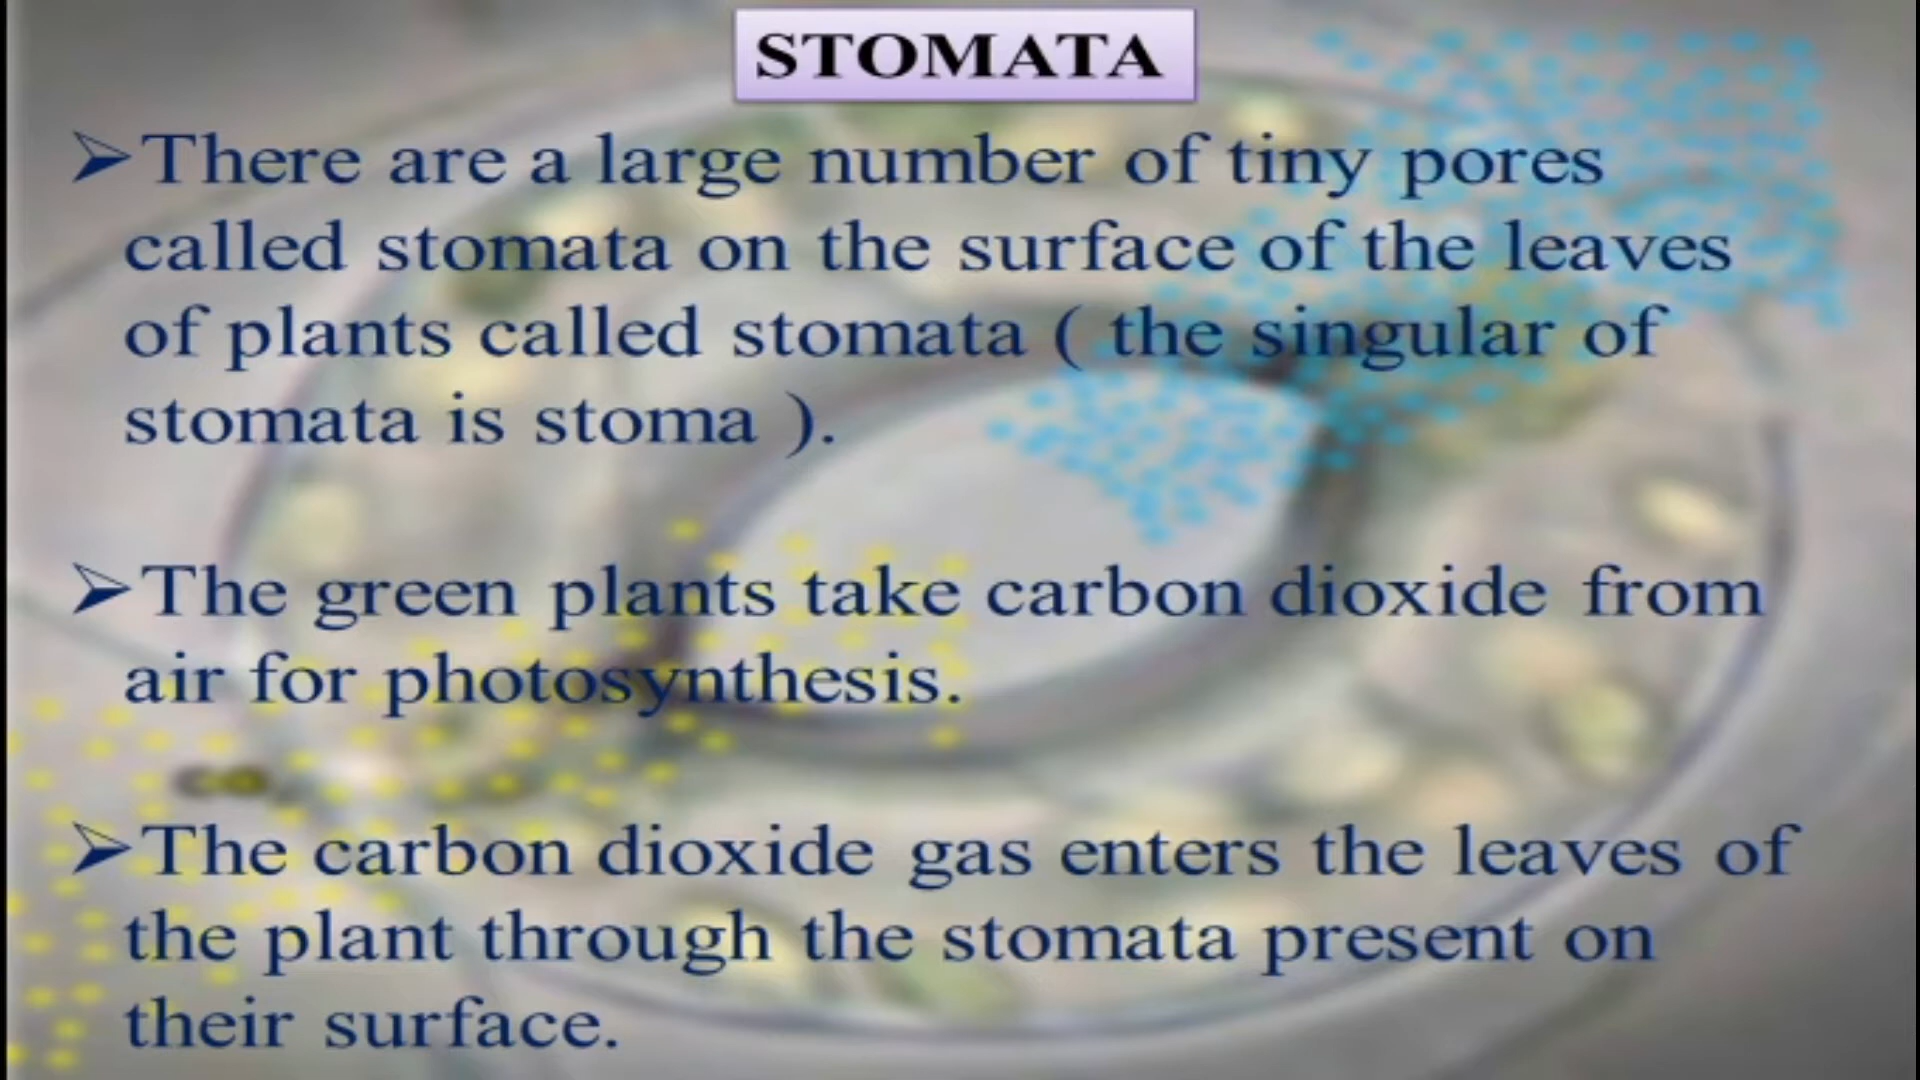 STOMATA
➢There are a large number of tiny pores
called stomata on the surface of the leaves
of plants called stomata ( the singular of
stomata is stoma ).
➢The green plants take carbon dioxide from
air for photosynthesis.
➢The carbon dioxide gas enters the leaves of
the plant through the stomata present on
their surface.